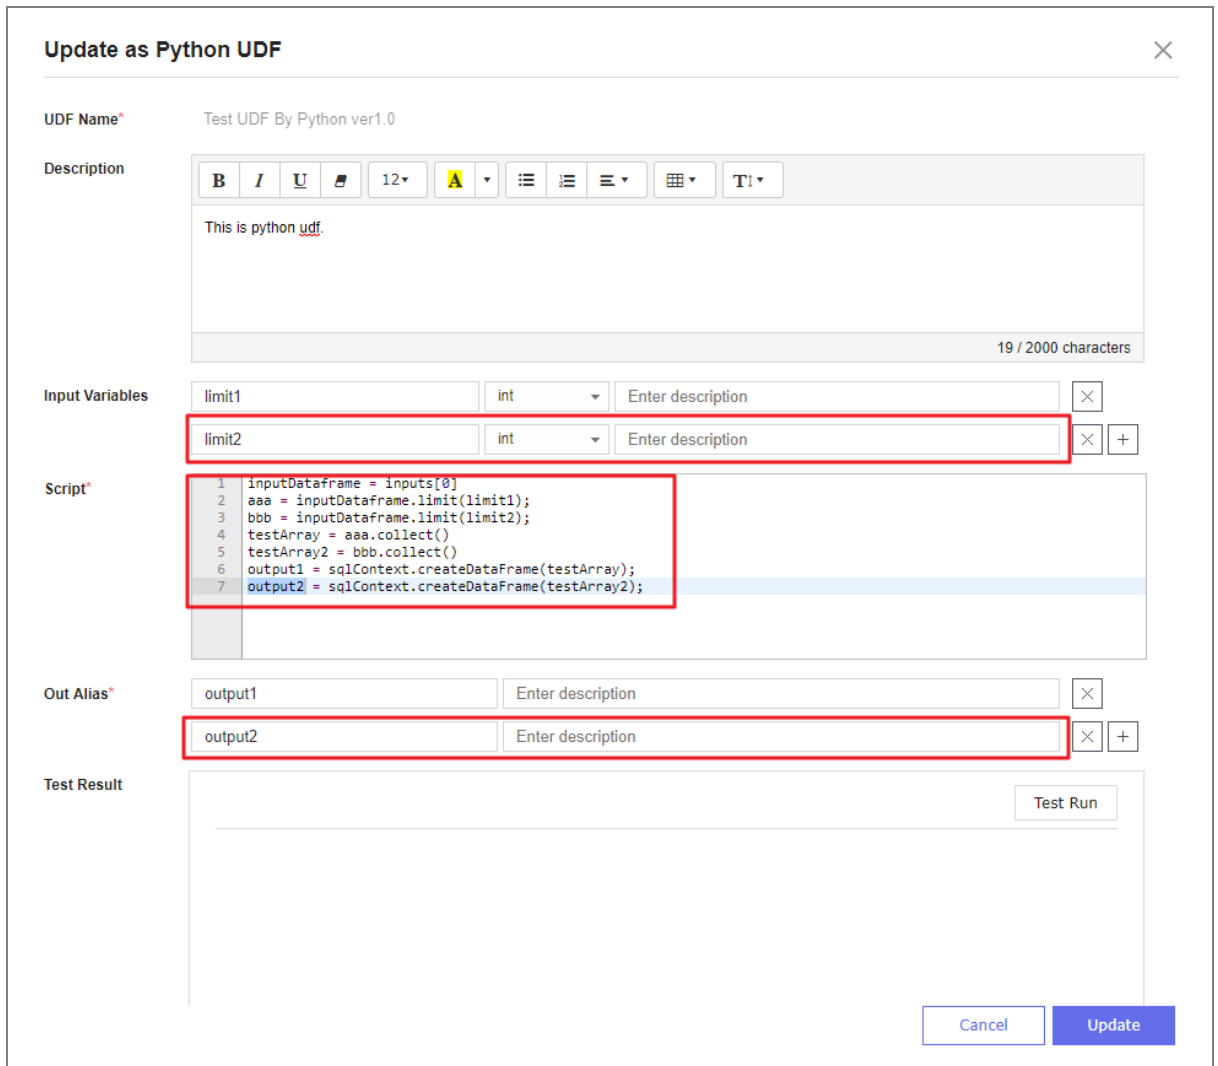 Update as Python UDF
UDF Name*
Test UDF By Python ver1.0
Description
B I U 12 A T
This is python udf.
19 / 2000 characters
Input Variables
limit1 int Enter description
limit2 int Enter description
Script*
1 inputDataframe = inputs[0]
2 aaa = inputDataframe.limit(limit1);
3 bbb = inputDataframe.limit(limit2);
4 testArray = aaa.collect()
5 testArray2 = bbb.collect()
6 output1 = sqlContext.createDataFrame(testArray);
7 output2 = sqlContext.createDataFrame(testArray2);
Out Alias*
output1 Enter description
output2 Enter description
Test Result
Test Run
Cancel Update